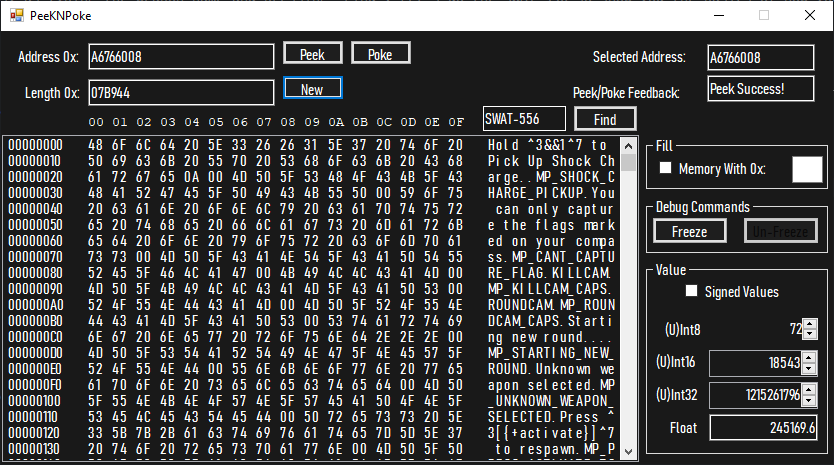 PeeKNPoke
Address 0x: A6766008 Peek Poke Selected Address: A6766008
Length 0x: 07B944 New Peek/Poke Feedback: Peek Success!
00 01 02 03 04 05 06 07 08 09 0A 0B 0C 0D 0E 0F SWAT-556 Find
00000000 48 6F 6C 64 20 5E 33 26 26 31 5E 37 20 74 6F 20 Hold ^3&&1^7 to
00000010 50 69 63 6B 20 55 70 20 53 68 6F 63 6B 20 43 68 Pick Up Shock Ch
00000020 61 72 67 65 0A 00 4D 50 5F 53 48 4F 43 4B 5F 43 arge..MP_SHOCK_C
00000030 48 41 52 47 45 5F 50 49 43 4B 55 50 00 59 6F 75 HARGE_PICKUP.You
00000040 20 63 61 6E 20 6F 6E 6C 79 20 63 61 70 74 75 72 can only captur
00000050 65 20 74 68 65 20 66 6C 61 67 73 20 6D 61 72 6B e the flags mark
00000060 65 64 20 6F 6E 20 79 6F 75 72 20 63 6F 6D 70 61 ed on your compa
00000070 73 73 00 4D 50 5F 43 41 4E 54 5F 43 41 50 54 55 ss.MP_CANT_CAPTU
00000080 52 45 5F 46 4C 41 47 00 4B 49 4C 4C 43 41 4D 00 RE_FLAG.KILLCAM.
00000090 4D 50 5F 4B 49 4C 4C 43 41 4D 5F 43 41 50 53 00 MP_KILLCAM_CAPS.
000000A0 52 4F 55 4E 44 43 41 4D 00 4D 50 5F 52 4F 55 4E ROUNDCAM.MP_ROUN
000000B0 44 43 41 4D 5F 43 41 50 53 00 53 74 61 72 74 69 DCAM_CAPS.Starti
000000C0 6E 67 20 6E 65 77 20 72 6F 75 6E 64 2E 2E 2E 00 ng new round....
000000D0 4D 50 5F 53 54 41 52 54 49 4E 47 5F 4E 45 57 5F MP_STARTING_NEW_
000000E0 52 4F 55 4E 44 00 55 6E 6B 6E 6F 77 6E 20 77 65 ROUND.Unknown we
000000F0 61 70 6F 6E 20 73 65 6C 65 63 74 65 64 00 4D 50 apon selected.MP
00000100 5F 55 4E 4B 4E 4F 57 4E 5F 57 45 41 50 4F 4E 5F _UNKNOWN_WEAPON_
00000110 53 45 4C 45 43 54 45 44 00 50 72 65 73 73 20 5E SELECTED.Press ^
00000120 33 5B 7B 2B 61 63 74 69 76 61 74 65 7D 5D 5E 37 3[{+activate}]^7
00000130 20 74 6F 20 72 65 73 70 61 77 6E 00 4D 50 5F 50 to respawn.MP_P
Fill
Memory With 0x:
Debug Commands
Freeze Un-Freeze
Value
Signed Values
(U)Int8 72
(U)Int16 18543
(U)Int32 1215261796
Float 245169.6